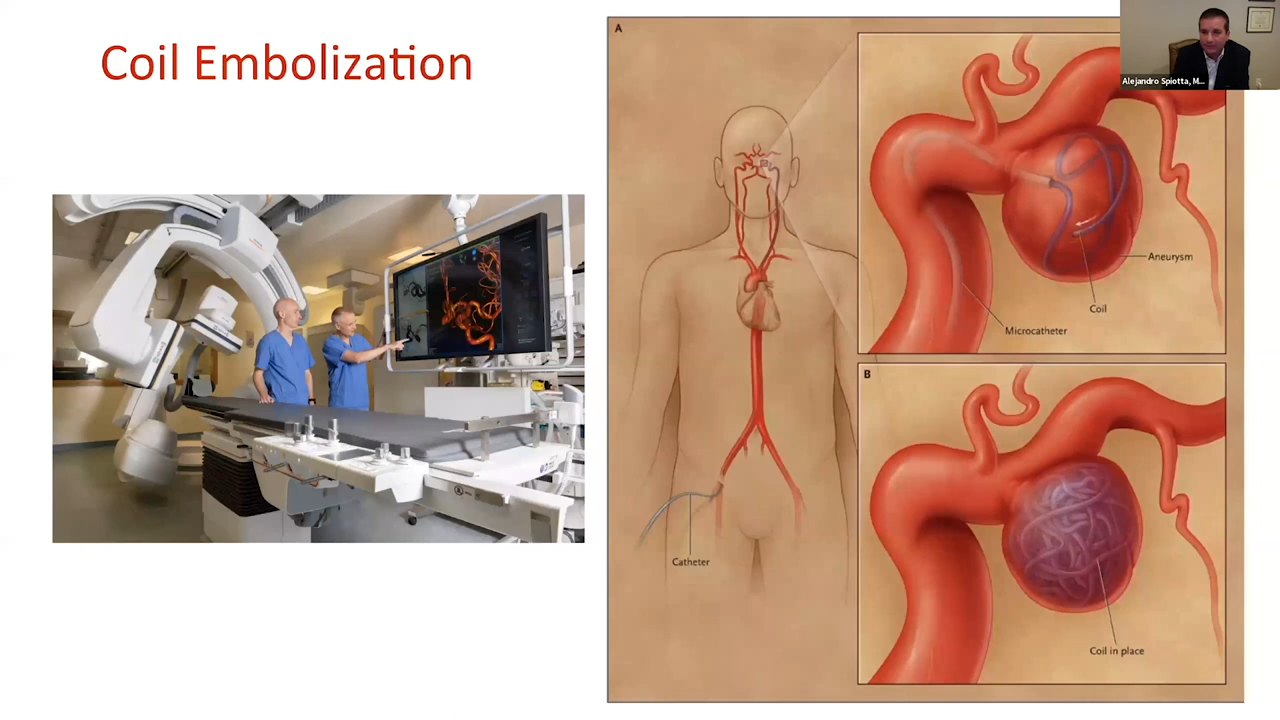 Coil Embolization
A
Alejandro Spiotta, M...
Aneurysm
Coil
Microcatheter
B
Catheter
Coil in place